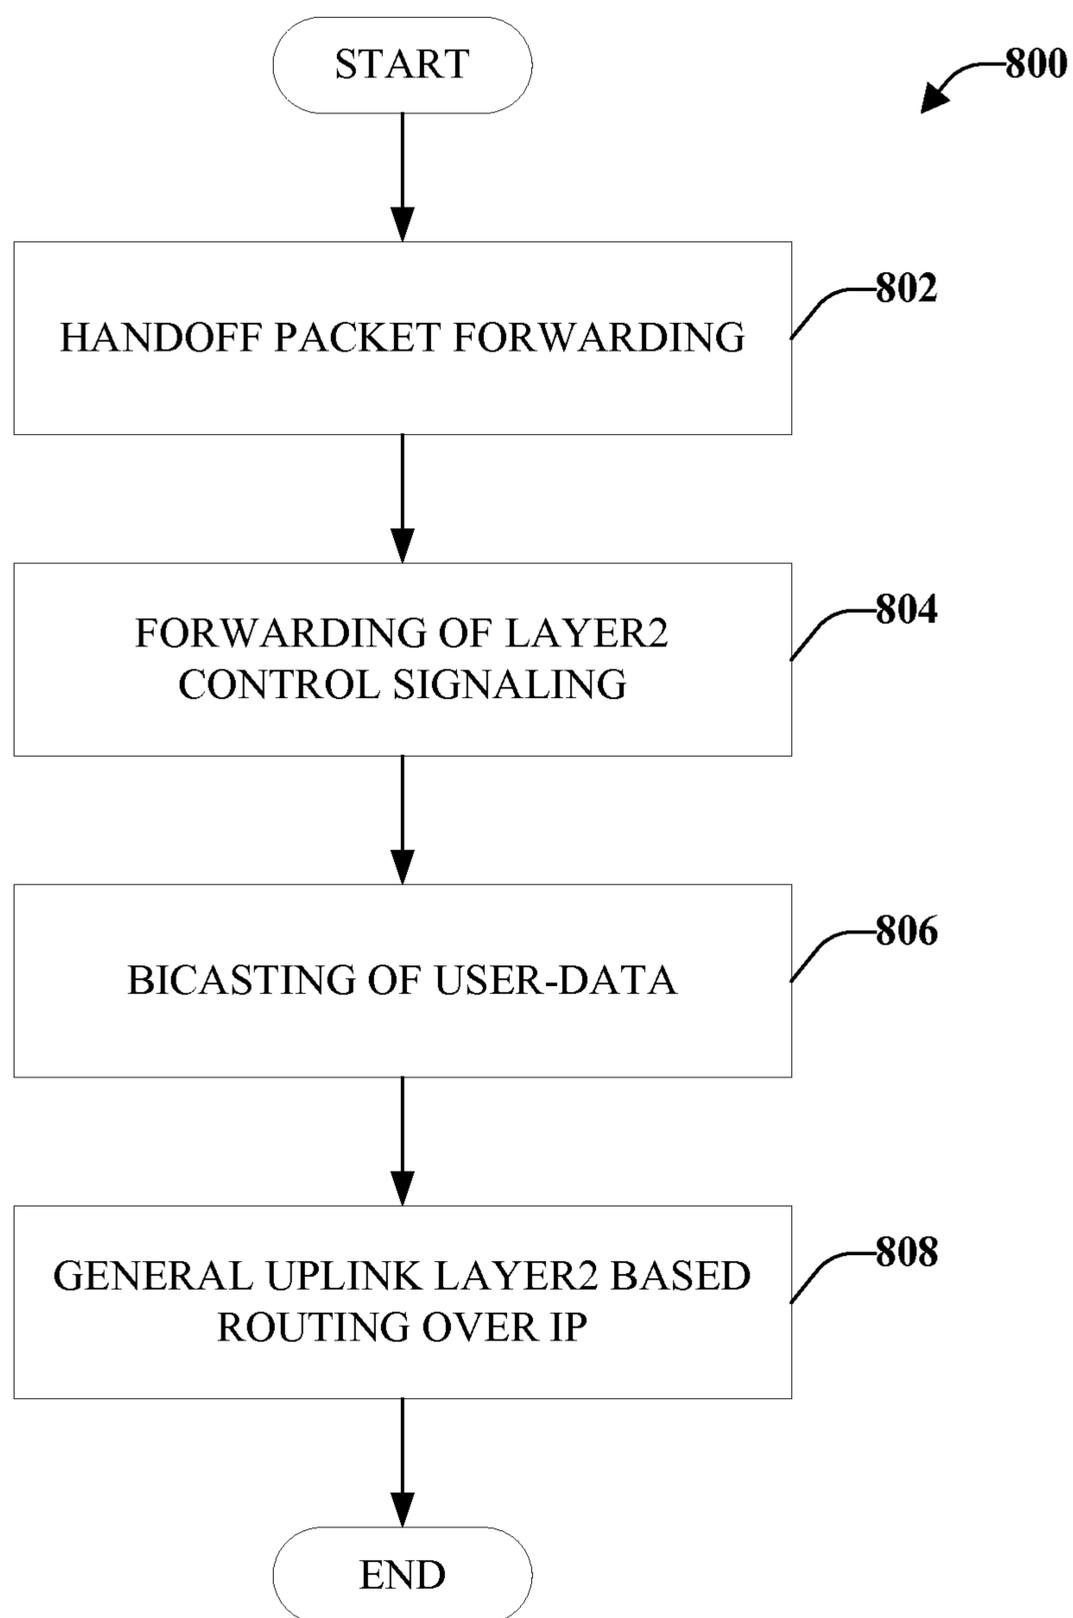 START
800
HANDOFF PACKET FORWARDING
802
FORWARDING OF LAYER2
CONTROL SIGNALING
804
BICASTING OF USER-DATA
806
GENERAL UPLINK LAYER2 BASED
ROUTING OVER IP
808
END